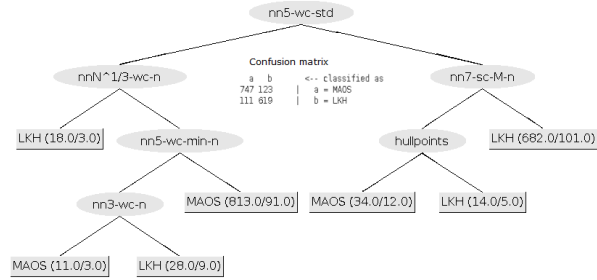 nn5-wc-std
Confusion matrix
a b <-- classified as
747 123 | a = MAOS
111 619 | b = LKH
nnN^1/3-wc-n
nn7-sc-M-n
LKH (18.0/3.0)
nn5-wc-min-n
hullpoints
LKH (682.0/101.0)
nn3-wc-n
MAOS (813.0/91.0)
MAOS (34.0/12.0)
LKH (14.0/5.0)
MAOS (11.0/3.0)
LKH (28.0/9.0)